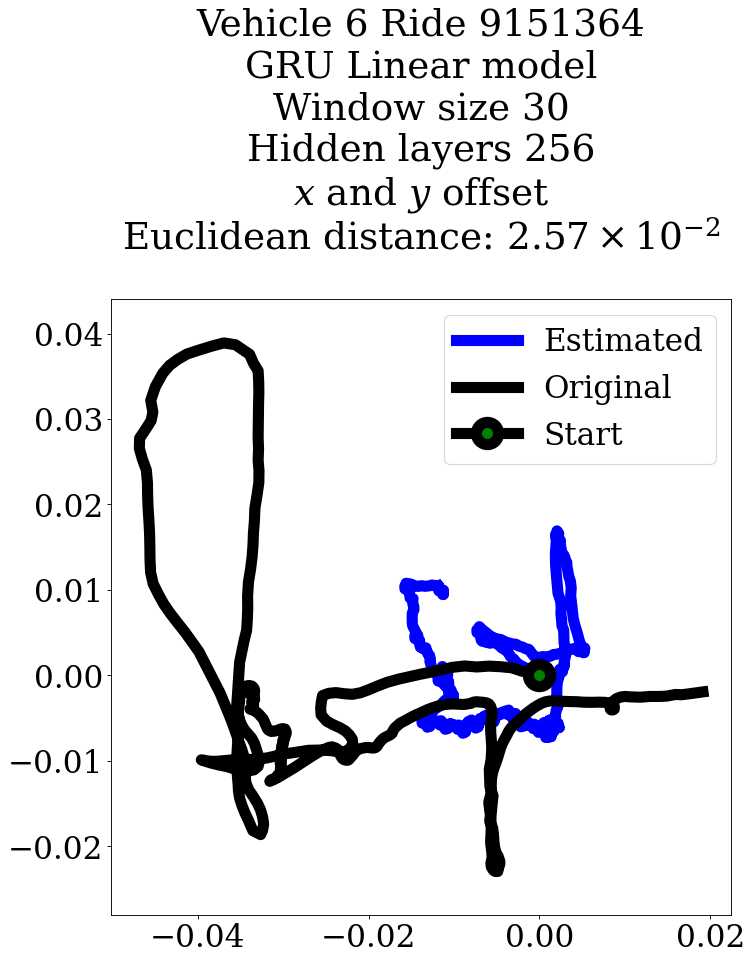 Vehicle 6 Ride 9151364
GRU Linear model
Window size 30
Hidden layers 256
x and y offset
Euclidean distance: 2.57 × 10⁻²
Estimated
Original
Start
0.04
0.03
0.02
0.01
0.00
−0.01
−0.02
−0.04
−0.02
0.00
0.02